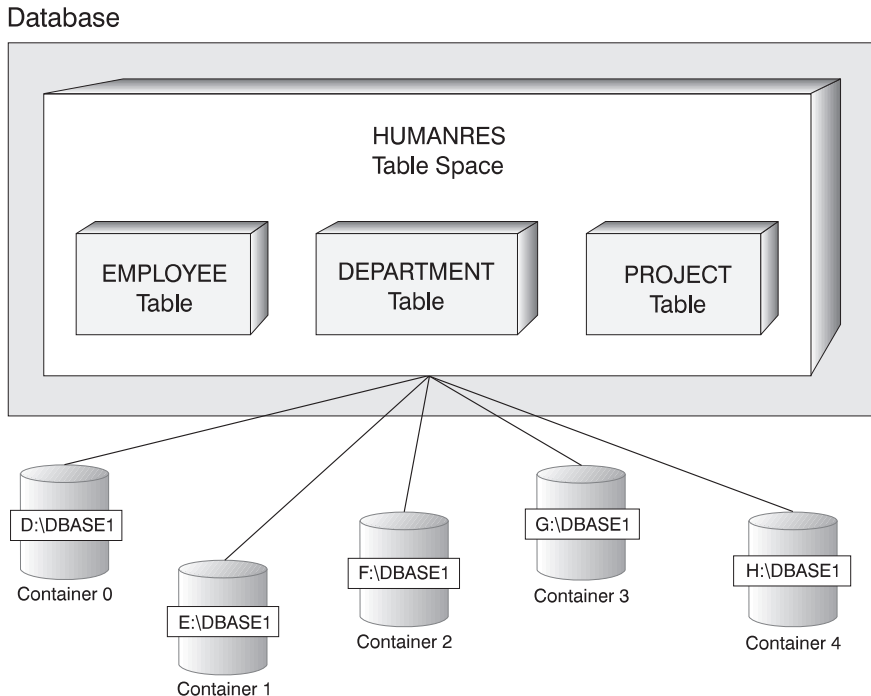 Database
HUMANRES
Table Space
EMPLOYEE
Table
DEPARTMENT
Table
PROJECT
Table
D:\DBASE1
Container 0
E:\DBASE1
Container 1
F:\DBASE1
Container 2
G:\DBASE1
Container 3
H:\DBASE1
Container 4